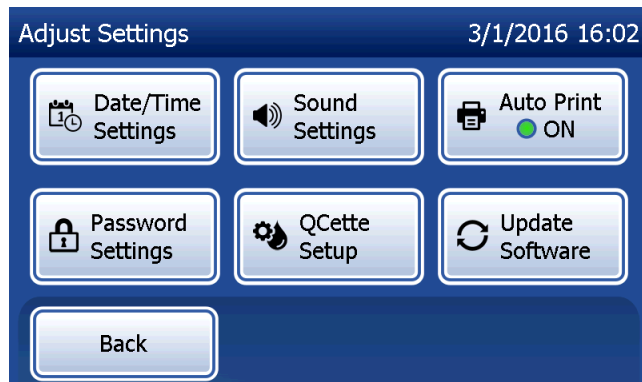 Adjust Settings 3/1/2016 16:02
Date/Time
Settings
Sound
Settings
Auto Print
ON
Password
Settings
QCette
Setup
Update
Software
Back